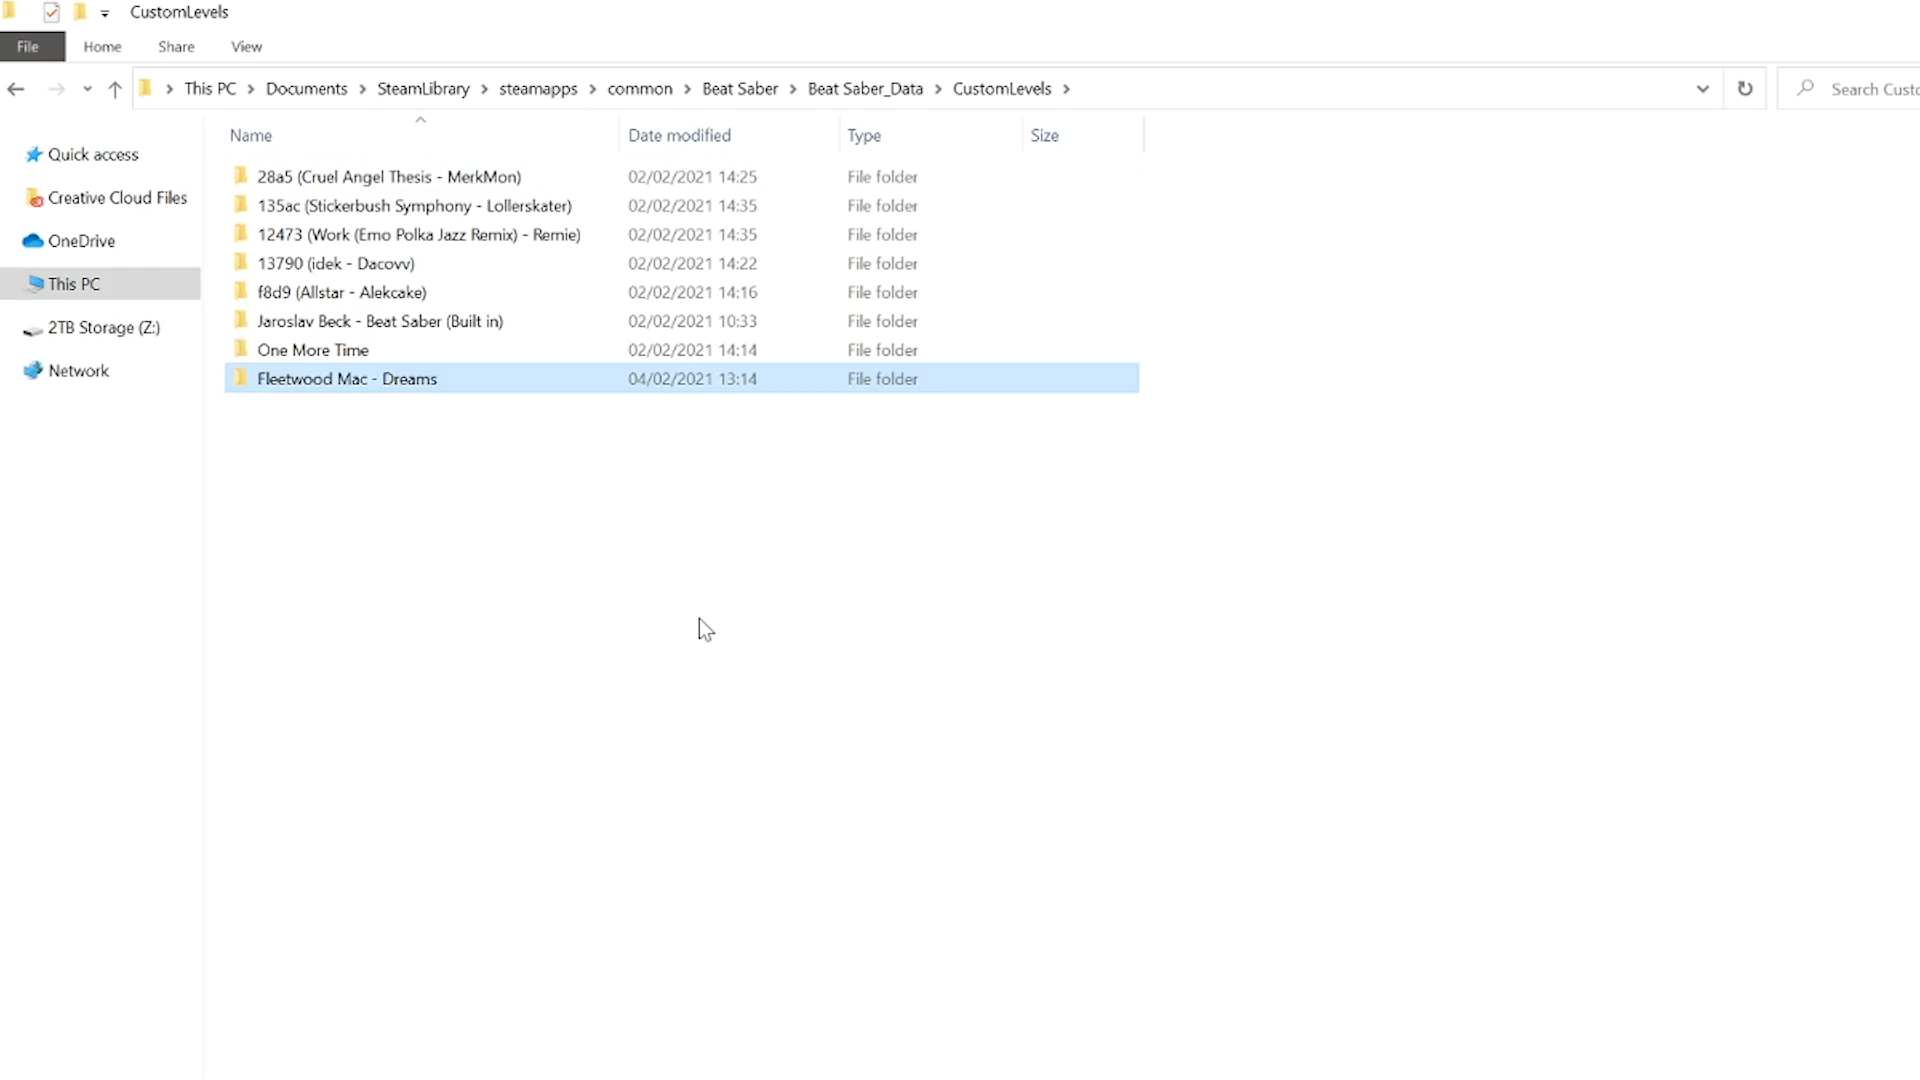 CustomLevels
File Home Share View
This PC > Documents > SteamLibrary > steamapps > common > Beat Saber > Beat Saber_Data > CustomLevels >
Search Custo
Name Date modified Type Size
Quick access
Creative Cloud Files
OneDrive
This PC
2TB Storage (Z:)
Network
28a5 (Cruel Angel Thesis - MerkMon) 02/02/2021 14:25 File folder
135ac (Stickerbush Symphony - Lollerskater) 02/02/2021 14:35 File folder
12473 (Work (Emo Polka Jazz Remix) - Remie) 02/02/2021 14:35 File folder
13790 (idek - Dacovv) 02/02/2021 14:22 File folder
f8d9 (Allstar - Alekcake) 02/02/2021 14:16 File folder
Jaroslav Beck - Beat Saber (Built in) 02/02/2021 10:33 File folder
One More Time 02/02/2021 14:14 File folder
Fleetwood Mac - Dreams 04/02/2021 13:14 File folder